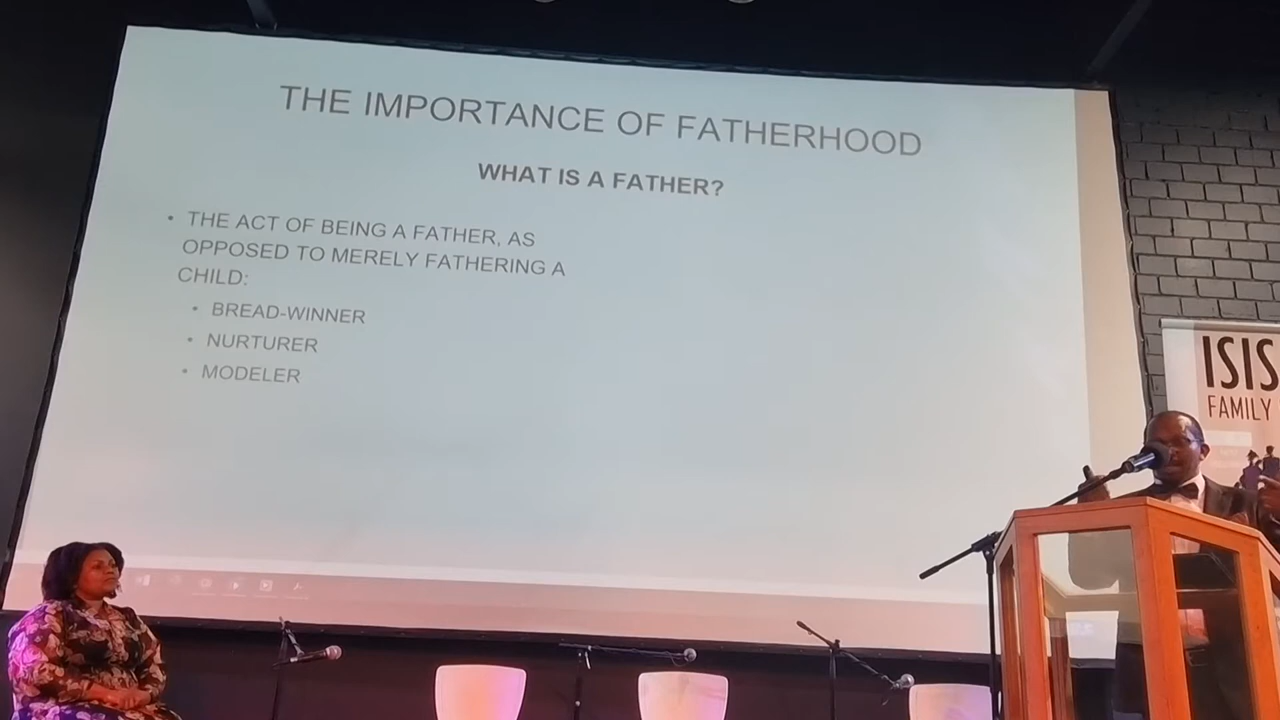 THE IMPORTANCE OF FATHERHOOD
WHAT IS A FATHER?
• THE ACT OF BEING A FATHER, AS
OPPOSED TO MERELY FATHERING A
CHILD:
• BREAD-WINNER
• NURTURER
• MODELER
ISIS
FAMILY